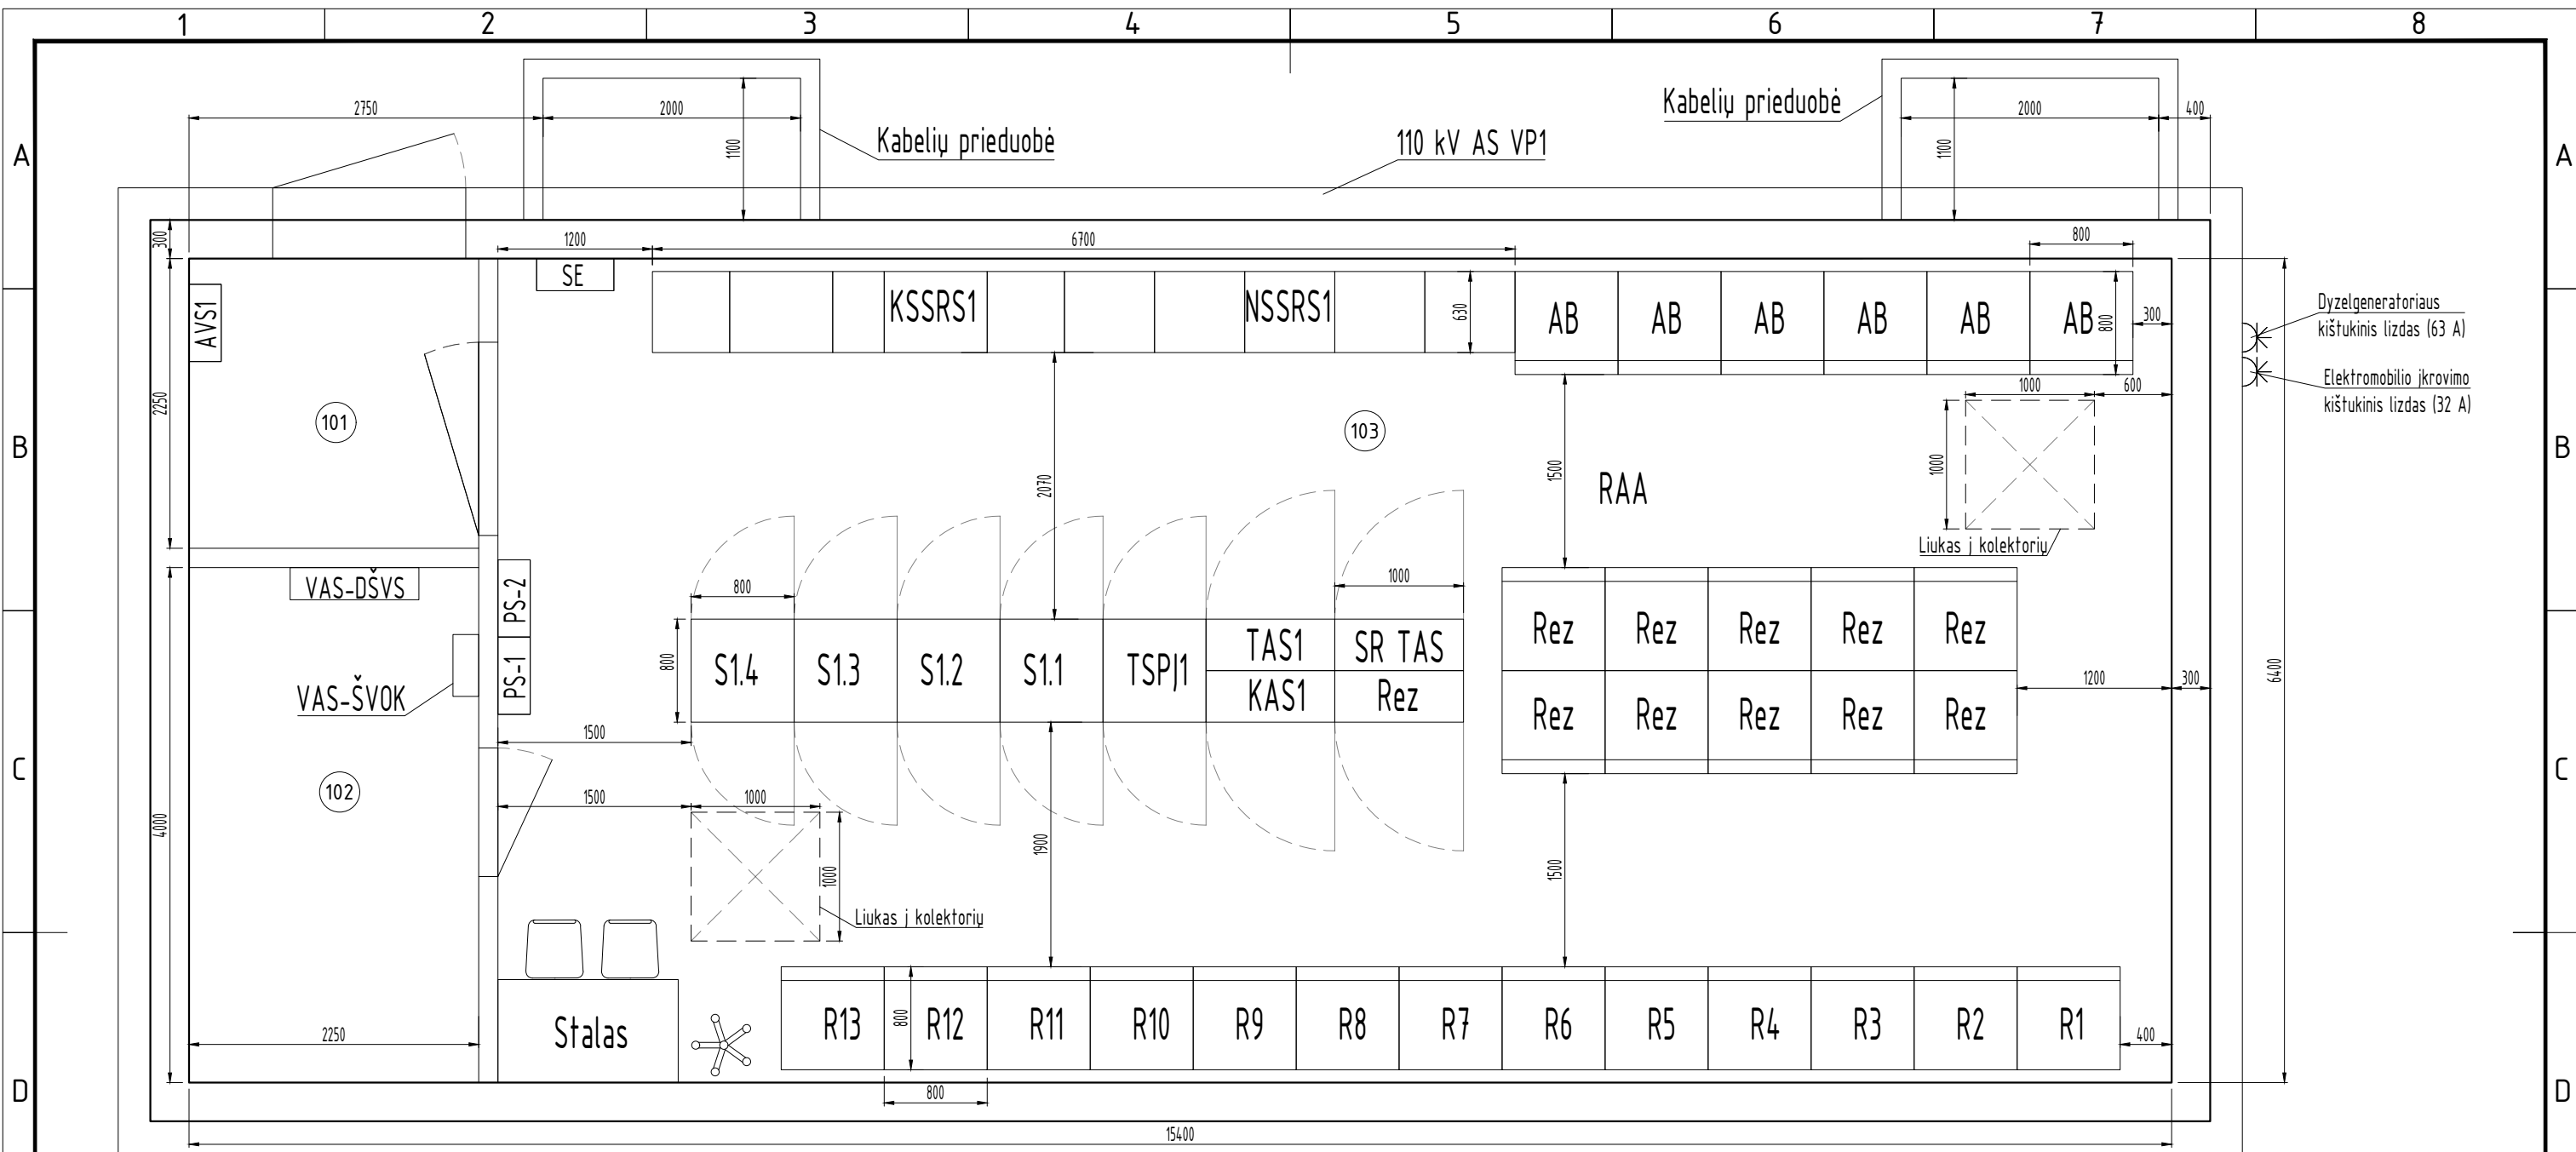 1 2 3 4 5 6 7 8
A A
2750 2000 1100 Kabelių prieduobė
110 kV AS VP1
Kabelių prieduobė 2000 400 1100
300 1200 6700 800
AVS1 SE KSSRS1 NSSRS1 630 AB AB AB AB AB AB 800 300
Dyzelgeneratoriaus
kištukinis lizdas (63 A)
Elektromobilio įkrovimo
kištukinis lizdas (32 A)
B B
2250 101 103 2070 1500 RAA 1000 600 1000
Liukas į kolektorių
VAS-DŠVS PS-2 PS-1 VAS-ŠVOK
800 1000
800 S1.4 S1.3 S1.2 S1.1 TSPĮ1 TAS1 SR TAS
KAS1 Rez
Rez Rez Rez Rez Rez
Rez Rez Rez Rez Rez
1200 300 6400
C C
1500
102 1500 1000 1000
4000 1900 1500
Liukas į kolektorių
2250 Stalas R13 800 R12 R11 R10 R9 R8 R7 R6 R5 R4 R3 R2 R1 400
D D
800
15400